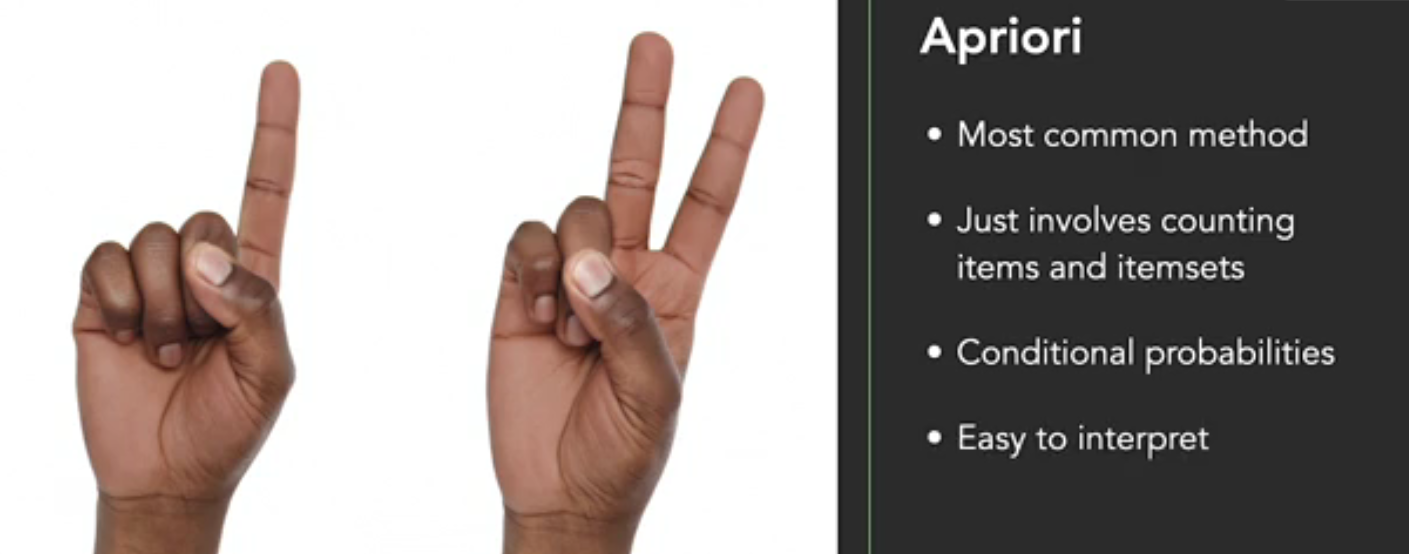 Apriori
• Most common method
• Just involves counting
items and itemsets
• Conditional probabilities
• Easy to interpret